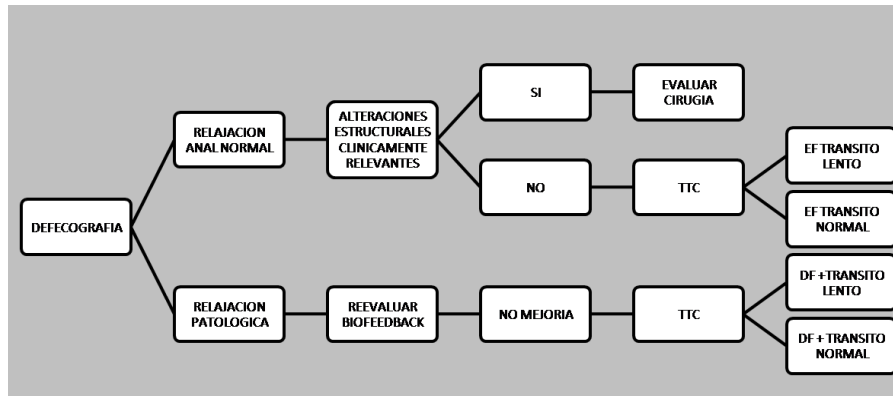 DEFECOGRAFIA
RELAJACION
ANAL NORMAL
ALTERACIONES
ESTRUCTURALES
CLINICAMENTE
RELEVANTES
SI
EVALUAR
CIRUGIA
NO
TTC
EF TRANSITO
LENTO
EF TRANSITO
NORMAL
RELAJACION
PATOLOGICA
REEVALUAR
BIOFEEDBACK
NO MEJORIA
TTC
DF +TRANSITO
LENTO
DF + TRANSITO
NORMAL